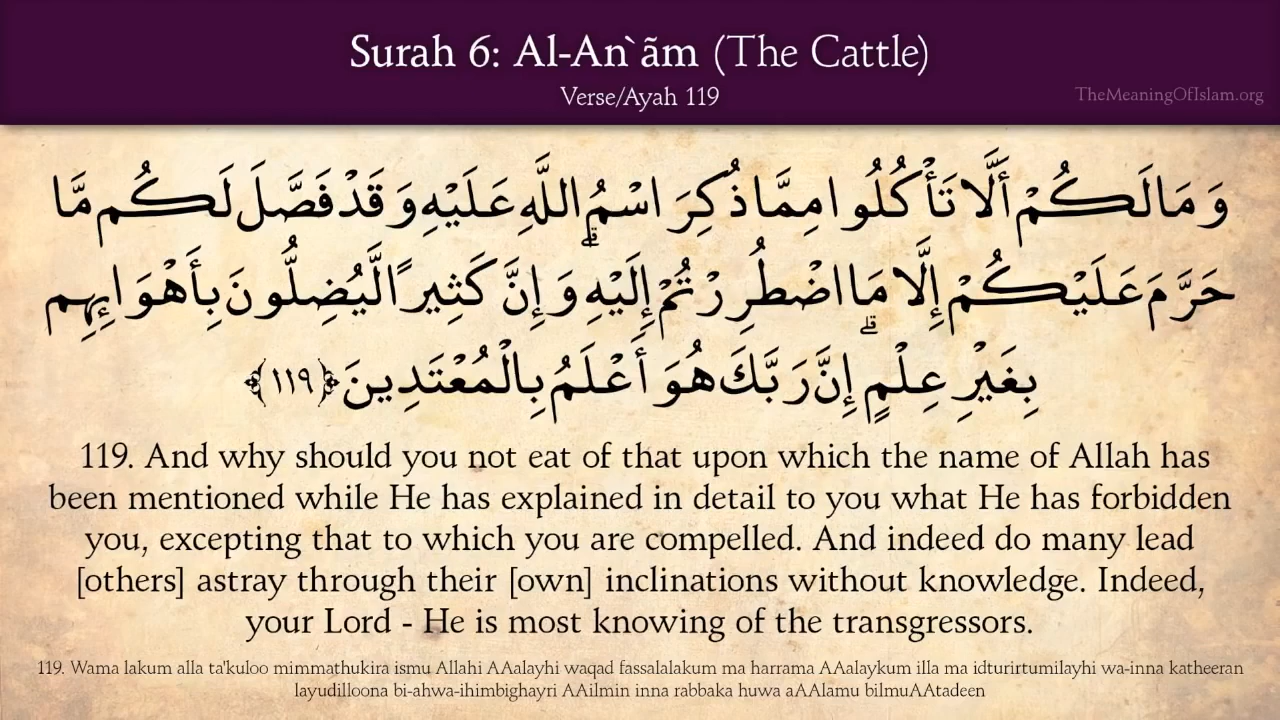 Surah 6: Al-An`ãm (The Cattle)
Verse/Ayah 119
TheMeaningOfIslam.org
وَمَا لَكُمْ أَلَّا تَأْكُلُوا مِمَّا ذُكِرَ اسْمُ اللَّهِ عَلَيْهِ وَقَدْ فَصَّلَ لَكُم مَّا
حَرَّمَ عَلَيْكُمْ إِلَّا مَا اضْطُرِرْتُمْ إِلَيْهِ ۗ وَإِنَّ كَثِيرًا لَّيُضِلُّونَ بِأَهْوَائِهِم
بِغَيْرِ عِلْمٍ ۗ إِنَّ رَبَّكَ هُوَ أَعْلَمُ بِالْمُعْتَدِينَ ﴿١١٩﴾
119. And why should you not eat of that upon which the name of Allah has
been mentioned while He has explained in detail to you what He has forbidden
you, excepting that to which you are compelled. And indeed do many lead
[others] astray through their [own] inclinations without knowledge. Indeed,
your Lord - He is most knowing of the transgressors.
119. Wama lakum alla ta'kuloo mimmathukira ismu Allahi AAalayhi waqad fassalalakum ma harrama AAalaykum illa ma idturirtumilayhi wa-inna katheeran
layudilloona bi-ahwa-ihimbighayri AAilmin inna rabbaka huwa aAAlamu bilmuAAtadeen